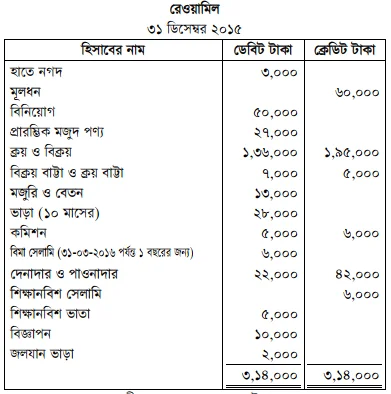 রেওয়ামিল
৩১ ডিসেম্বর ২০১৫
হিসাবের নাম ডেবিট টাকা ক্রেডিট টাকা
হাতে নগদ ৩,০০০
মূলধন ৬০,০০০
বিনিয়োগ ৫০,০০০
প্রারম্ভিক মজুদ পণ্য ২৭,০০০
ক্রয় ও বিক্রয় ১,৩৬,০০০ ১,৯৫,০০০
বিক্রয় বাট্টা ও ক্রয় বাট্টা ৭,০০০ ৫,০০০
মজুরি ও বেতন ১৩,০০০
ভাড়া (১০ মাসের) ২৮,০০০
কমিশন ৫,০০০ ৬,০০০
বিমা সেলামি (৩১-০৩-২০১৬ পর্যন্ত ১ বছরের জন্য) ৬,০০০
দেনাদার ও পাওনাদার ২২,০০০ ৪২,০০০
শিক্ষানবিশ সেলামি ৬,০০০
শিক্ষানবিশ ভাতা ৫,০০০
বিজ্ঞাপন ১০,০০০
জলযান ভাড়া ২,০০০
৩,১৪,০০০ ৩,১৪,০০০